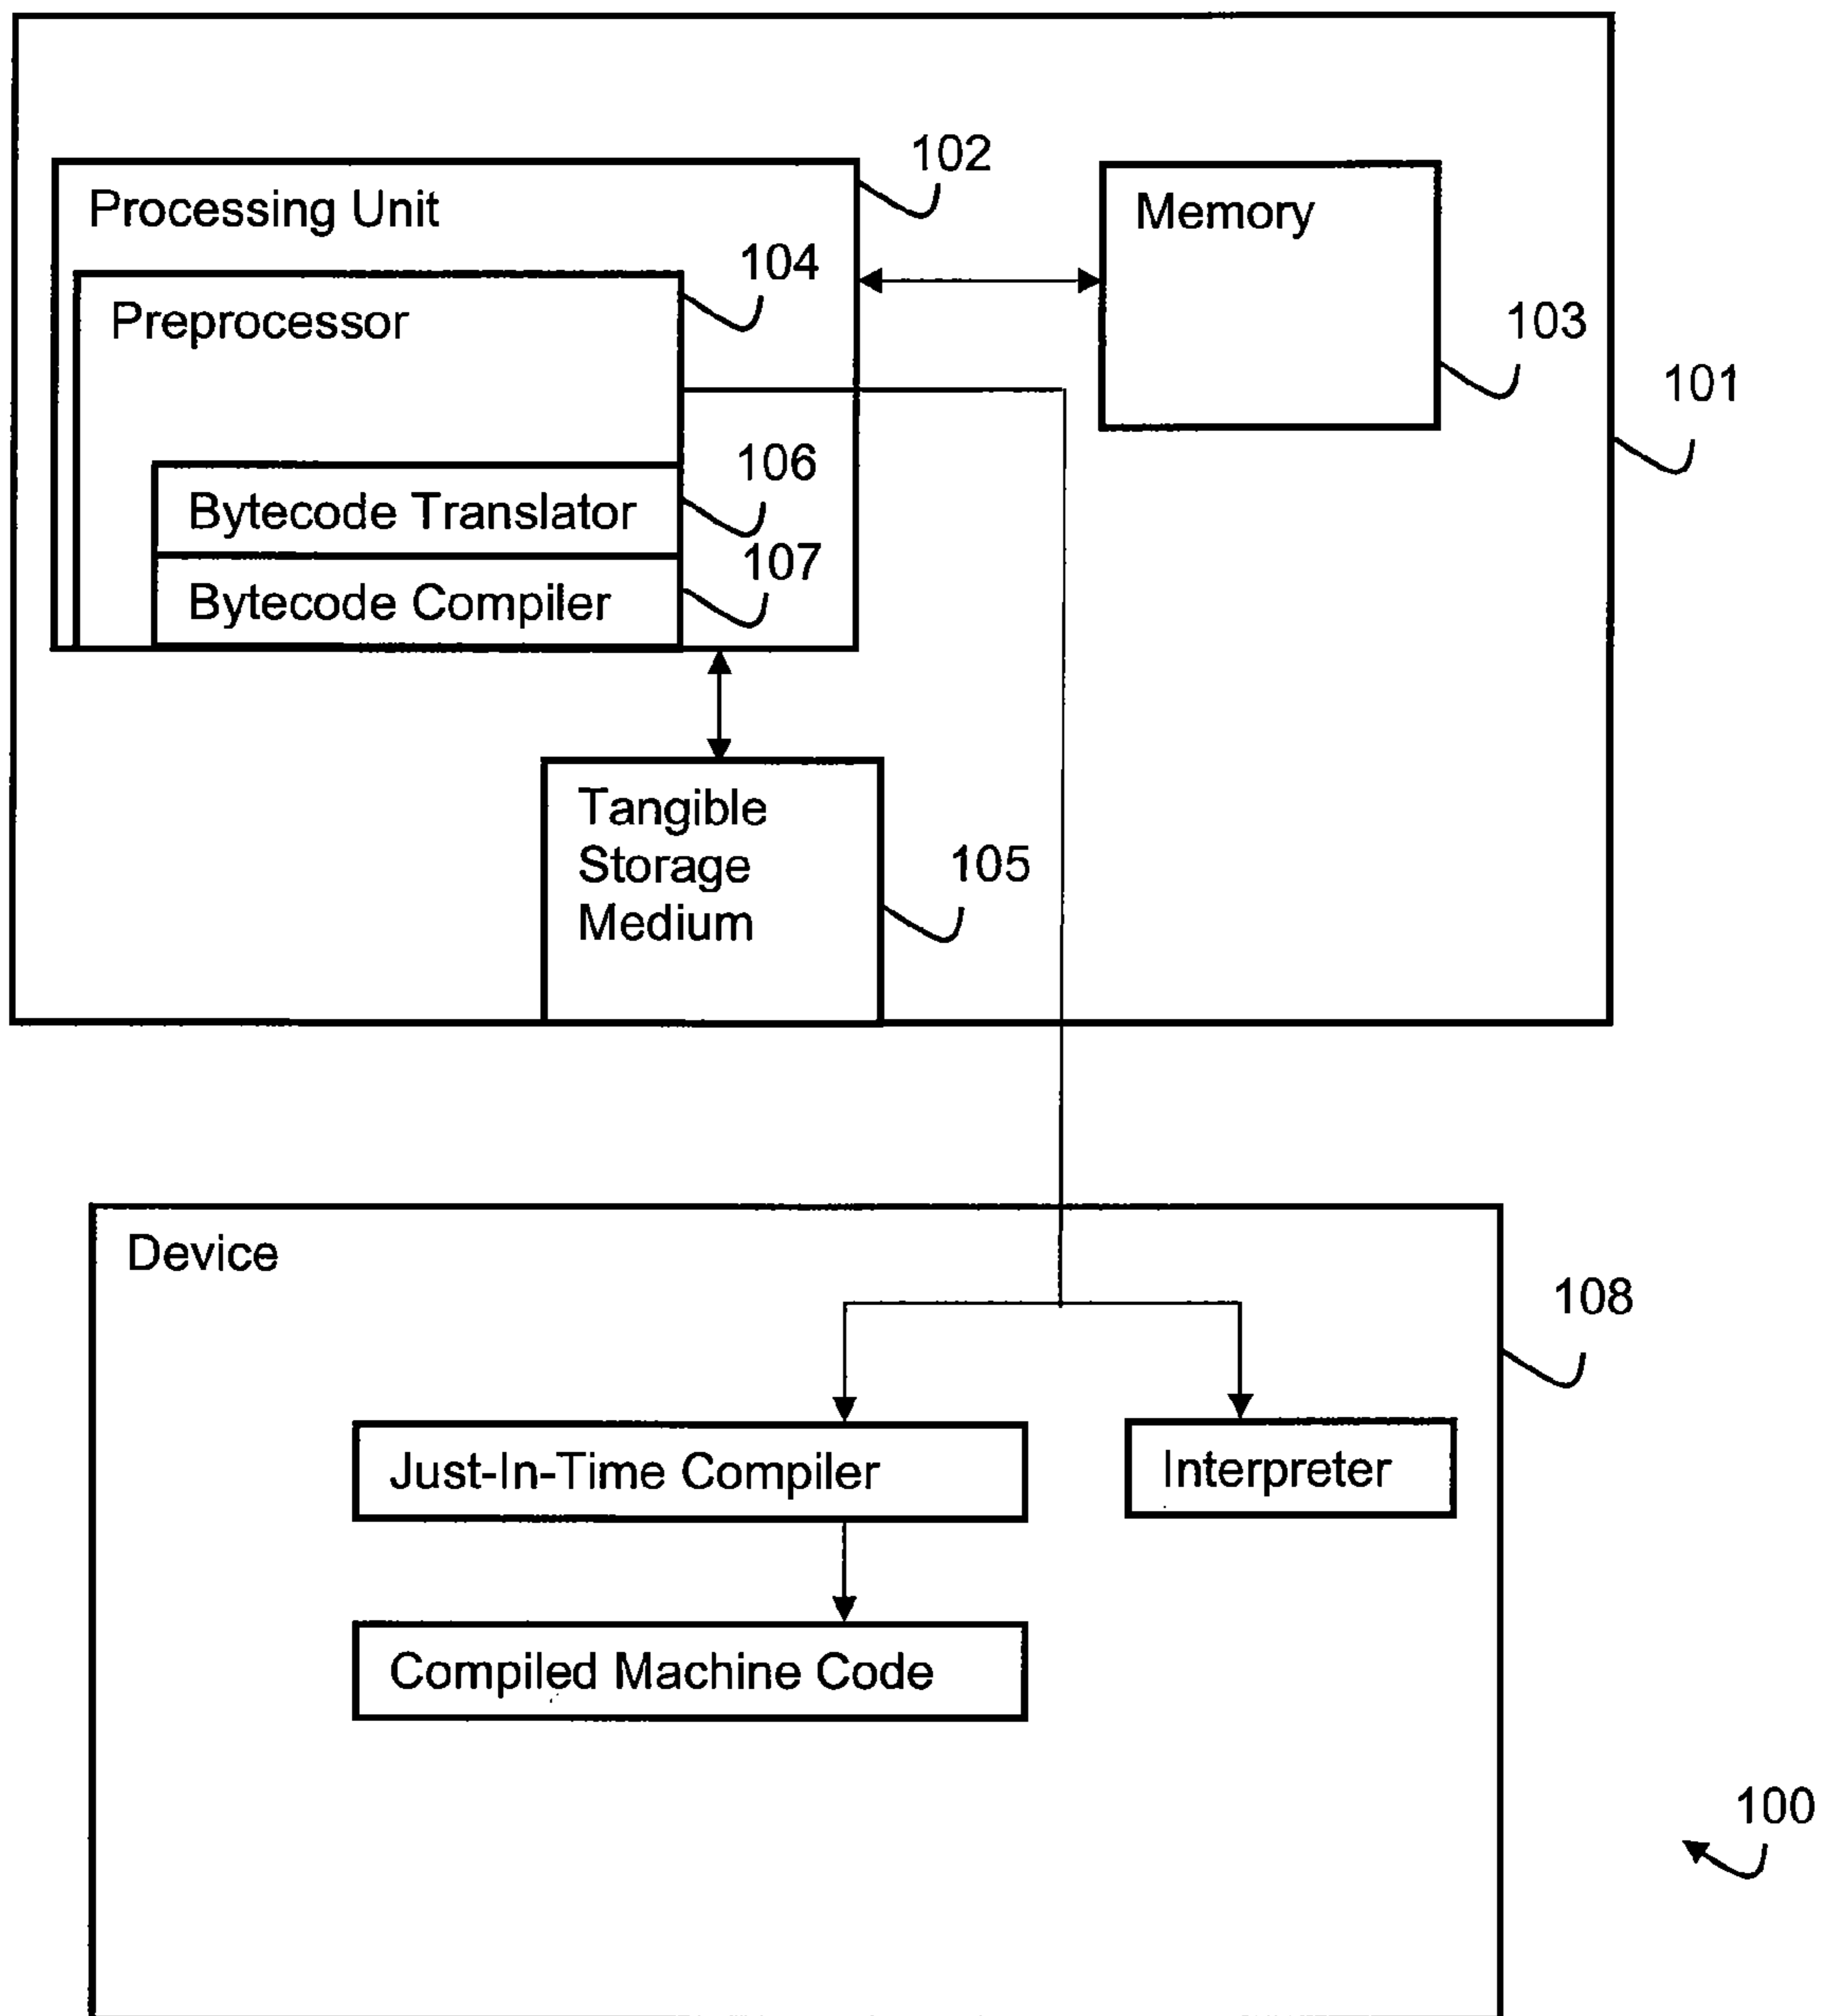 102
Processing Unit
Memory
104
Preprocessor
103
101
106
Bytecode Translator
107
Bytecode Compiler
Tangible
Storage
Medium
105
Device
108
Just-In-Time Compiler
Interpreter
Compiled Machine Code
100